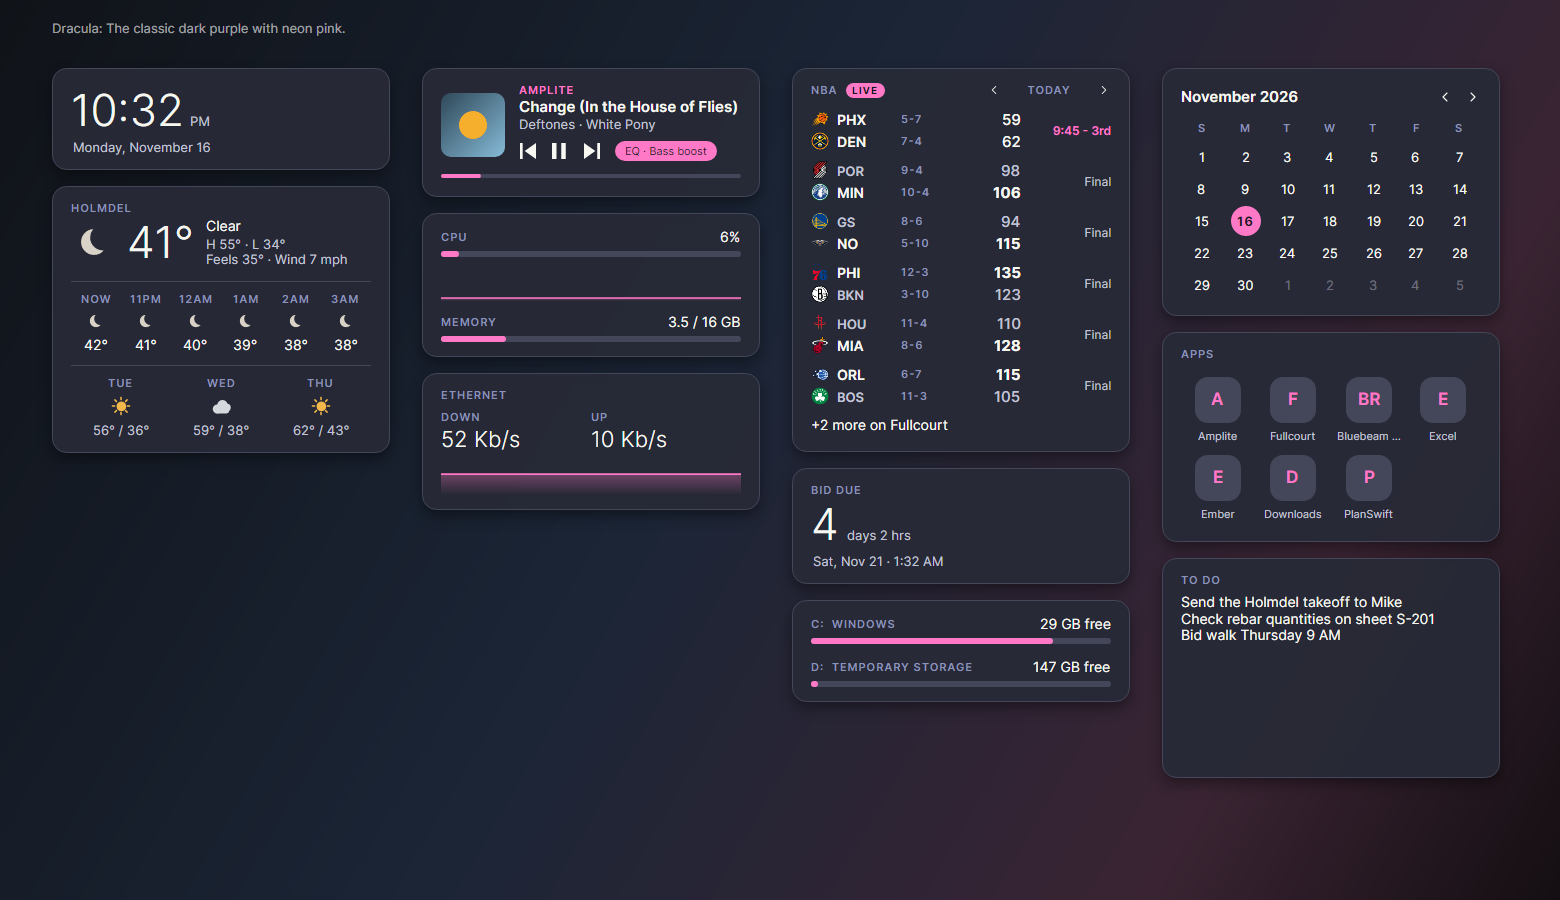 Dracula: The classic dark purple with neon pink.
10:32 PM
Monday, November 16
HOLMDEL
41°
Clear
H 55° · L 34°
Feels 35° · Wind 7 mph
NOW 11PM 12AM 1AM 2AM 3AM
42° 41° 40° 39° 38° 38°
TUE WED THU
56° / 36° 59° / 38° 62° / 43°
AMPLITE
Change (In the House of Flies)
Deftones · White Pony
EQ · Bass boost
CPU 6%
MEMORY 3.5 / 16 GB
ETHERNET
DOWN UP
52 Kb/s 10 Kb/s
NBA LIVE TODAY
PHX 5-7 59
DEN 7-4 62
9:45 - 3rd
POR 9-4 98
MIN 10-4 106
Final
GS 8-6 94
NO 5-10 115
Final
PHI 12-3 135
BKN 3-10 123
Final
HOU 11-4 110
MIA 8-6 128
Final
ORL 6-7 115
BOS 11-3 105
Final
+2 more on Fullcourt
BID DUE
4 days 2 hrs
Sat, Nov 21 · 1:32 AM
C: WINDOWS 29 GB free
D: TEMPORARY STORAGE 147 GB free
November 2026
S M T W T F S
1 2 3 4 5 6 7
8 9 10 11 12 13 14
15 16 17 18 19 20 21
22 23 24 25 26 27 28
29 30 1 2 3 4 5
APPS
A F BR E
Amplite Fullcourt Bluebeam ... Excel
E D P
Ember Downloads PlanSwift
TO DO
Send the Holmdel takeoff to Mike
Check rebar quantities on sheet S-201
Bid walk Thursday 9 AM